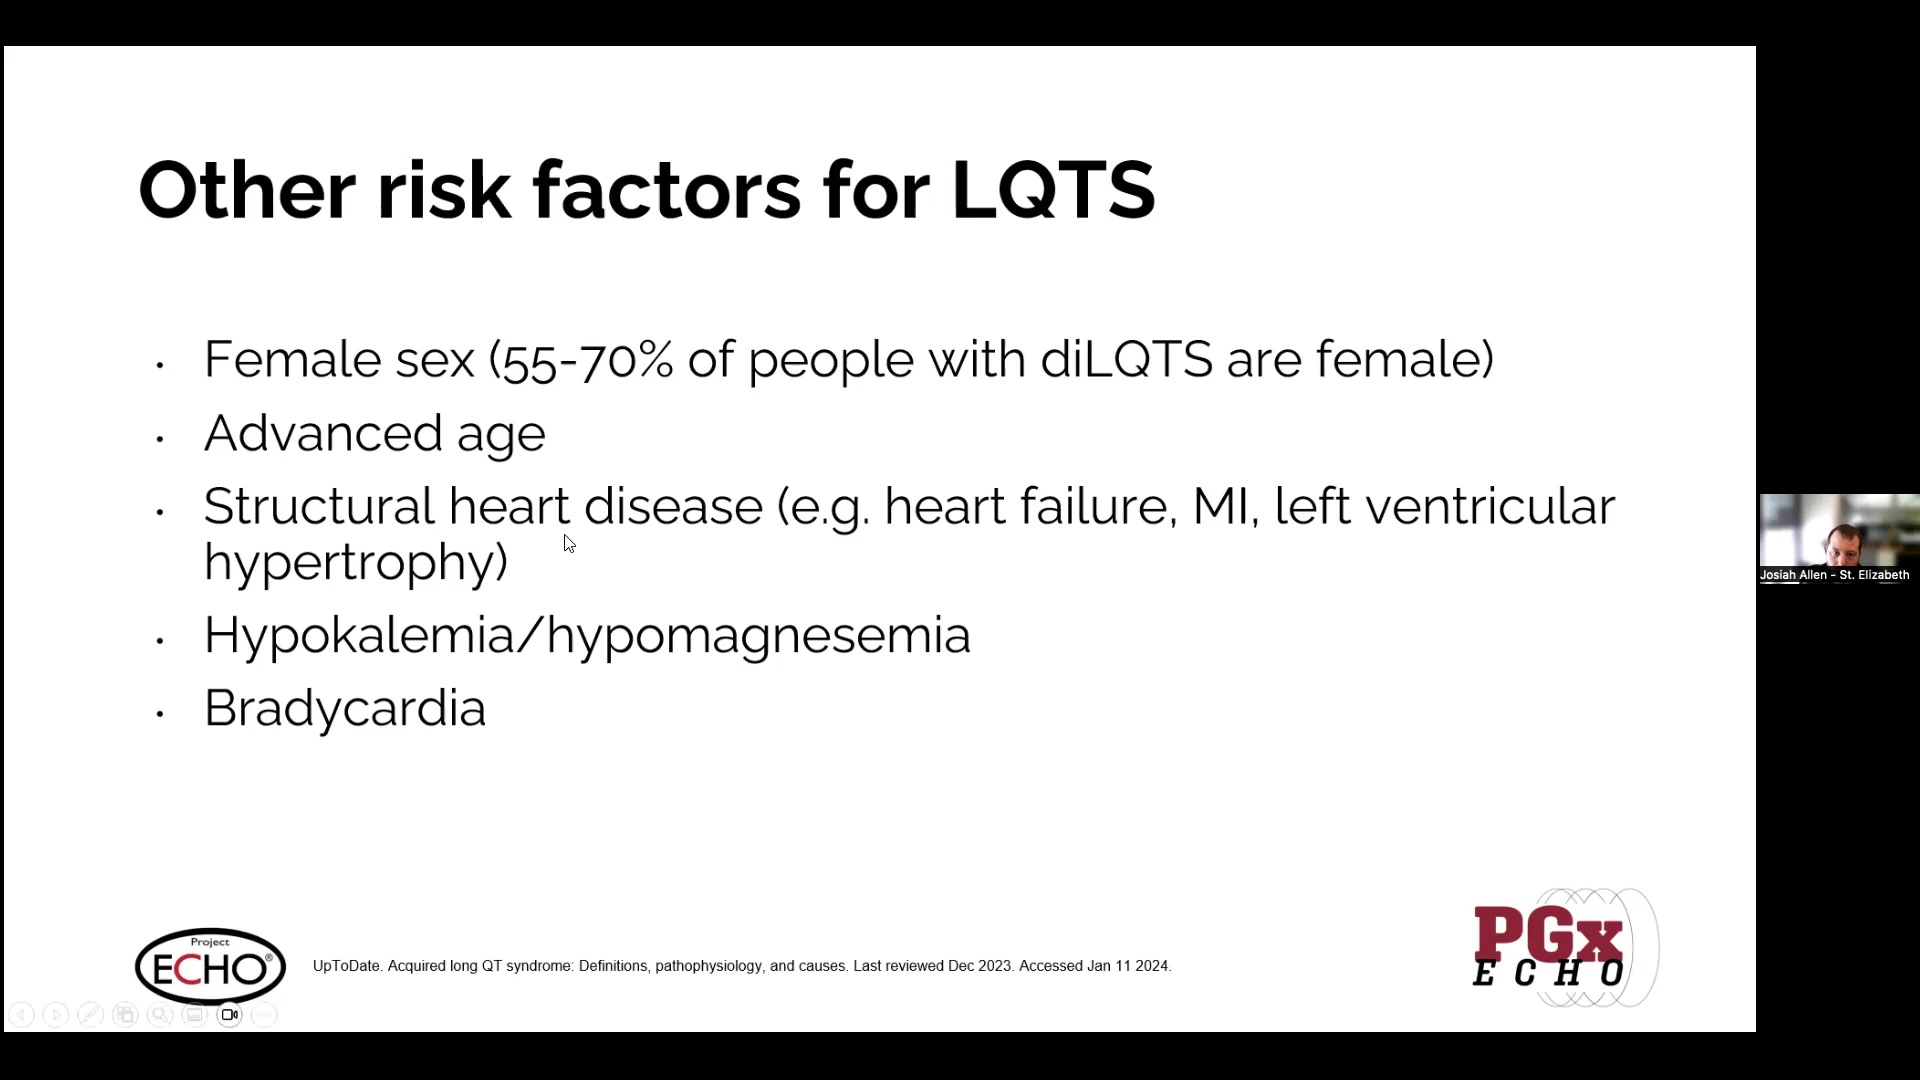 Other risk factors for LQTS
• Female sex (55-70% of people with diLQTS are female)
• Advanced age
• Structural heart disease (e.g. heart failure, MI, left ventricular
hypertrophy)
• Hypokalemia/hypomagnesemia
• Bradycardia
Josiah Allen - St. Elizabeth
Project
ECHO®
UpToDate. Acquired long QT syndrome: Definitions, pathophysiology, and causes. Last reviewed Dec 2023. Accessed Jan 11 2024.
PGx
ECHO